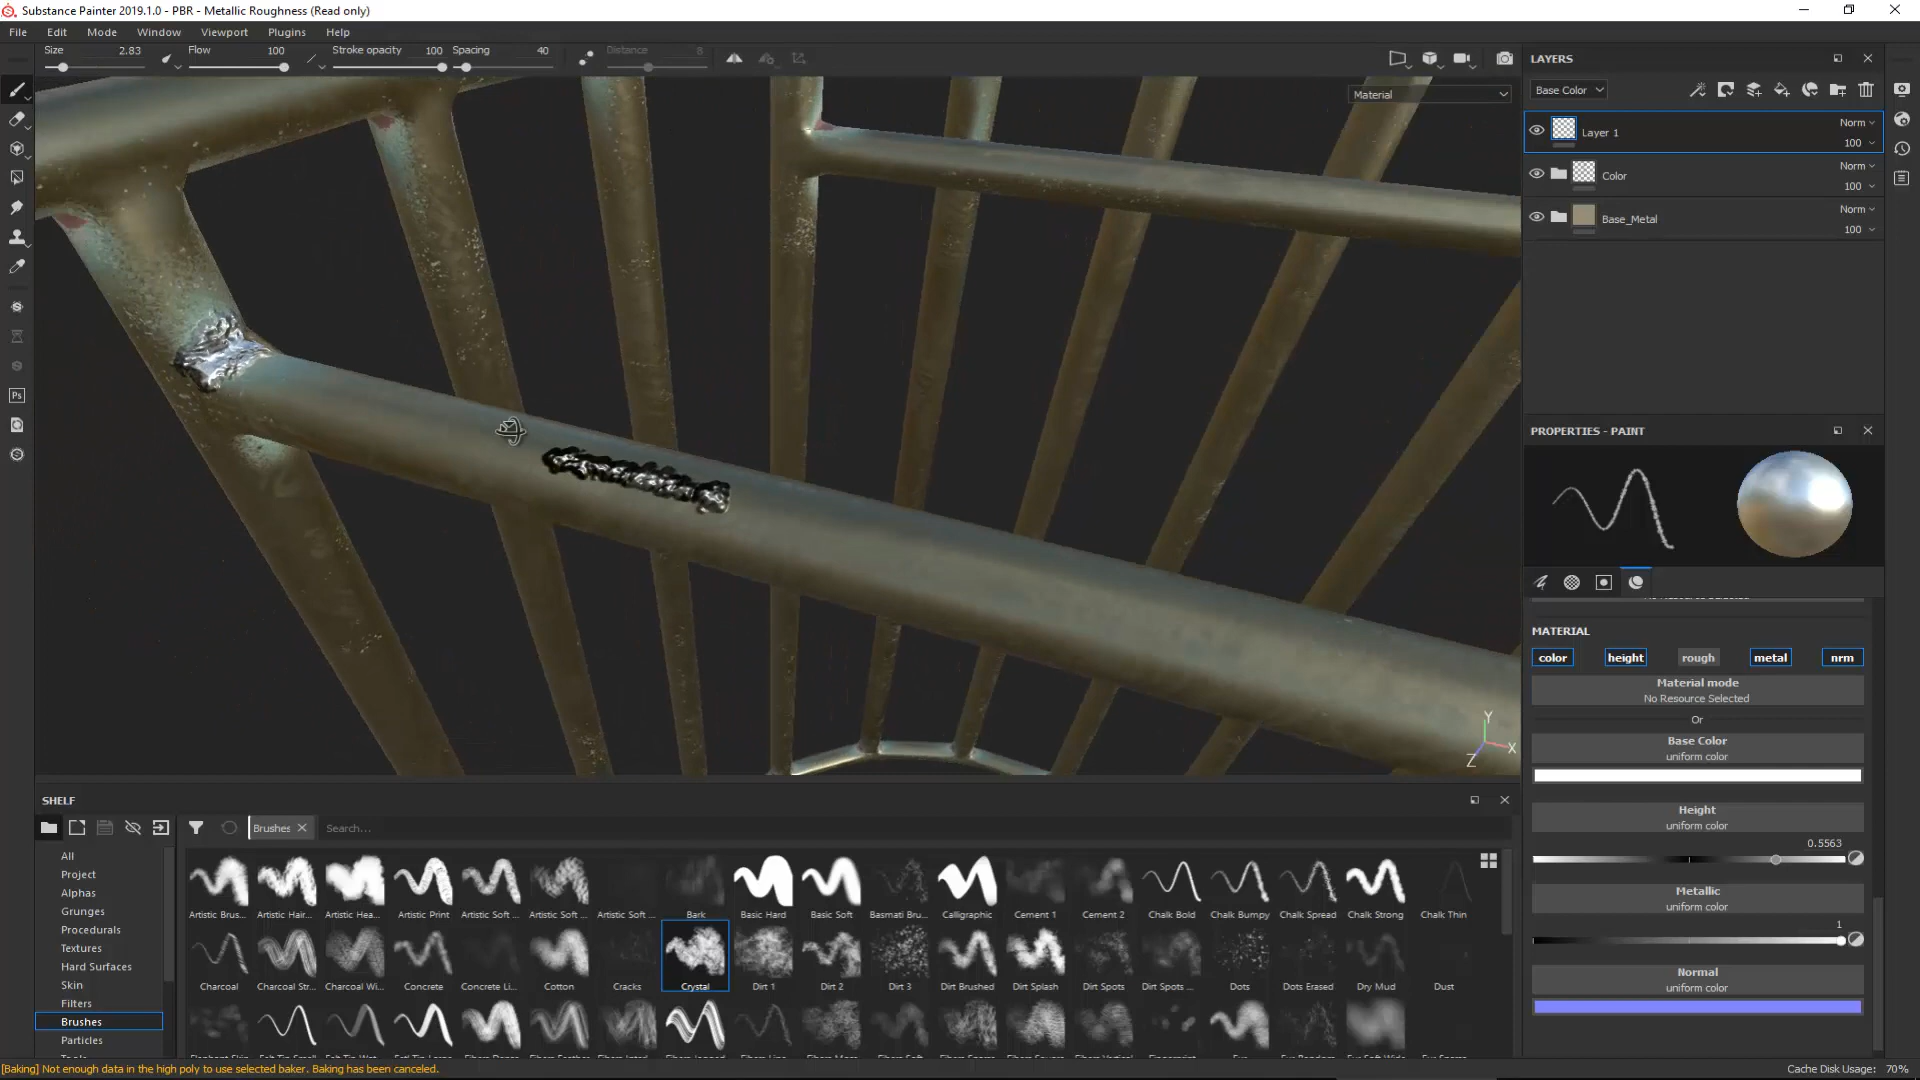 Substance Painter 2019.1.0 - PBR - Metallic Roughness (Read only)
File Edit Mode Window Viewport Plugins Help
Size 2.83 Flow 100 Stroke opacity 100 Spacing 40 Distance 8
Material
LAYERS
Base Color
Layer 1 Norm 100
Color Norm 100
Base_Metal Norm 100
PROPERTIES - PAINT
MATERIAL
color height rough metal nrm
Material mode
No Resource Selected
Or
Base Color
uniform color
Height
uniform color
0.5563
Metallic
uniform color
1
Normal
uniform color
Y
X
Z
Ps
SHELF
Brushes Search...
All
Project
Alphas
Grunges
Procedurals
Textures
Hard Surfaces
Skin
Filters
Brushes
Particles
Artistic Brus... Artistic Hair... Artistic Hea... Artistic Print Artistic Soft ... Artistic Soft ... Artistic Soft ... Bark Basic Hard Basic Soft Basmati Bru... Calligraphic Cement 1 Cement 2 Chalk Bold Chalk Bumpy Chalk Spread Chalk Strong Chalk Thin
Charcoal Charcoal Str... Charcoal Wi... Concrete Concrete Li... Cotton Cracks Crystal Dirt 1 Dirt 2 Dirt 3 Dirt Brushed Dirt Splash Dirt Spots Dirt Spots ... Dots Dots Erased Dry Mud Dust
[Baking] Not enough data in the high poly to use selected baker. Baking has been canceled.
Cache Disk Usage: 70%